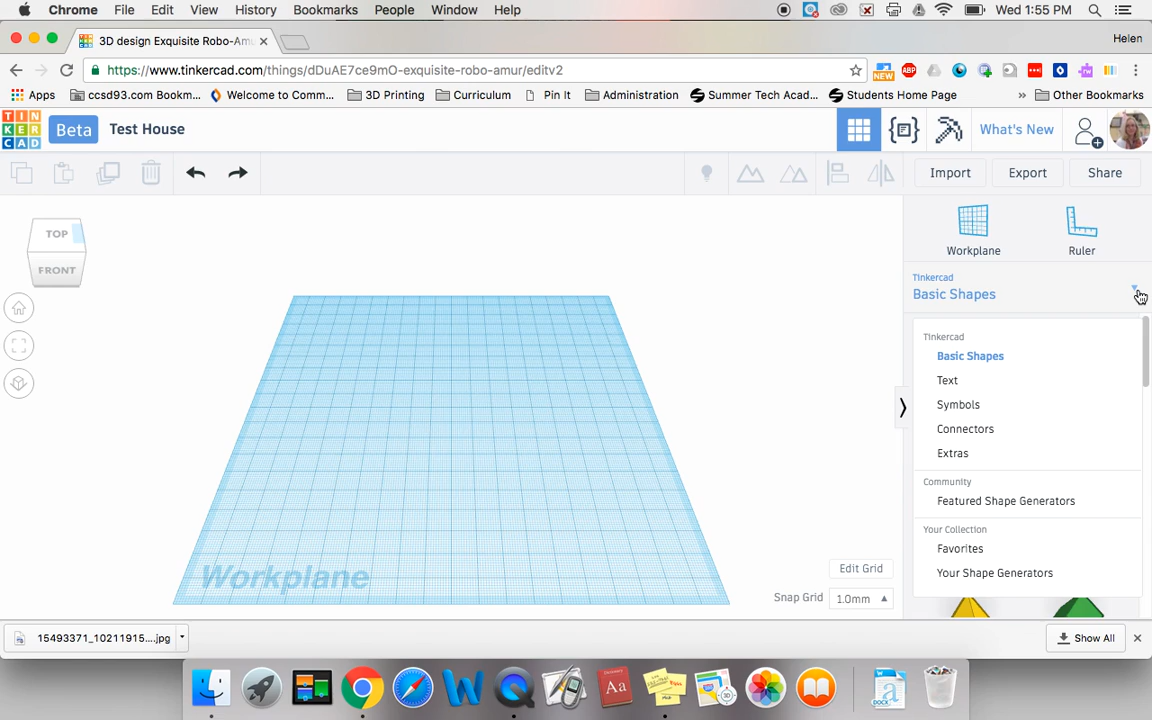 Chrome File Edit View History Bookmarks People Window Help Wed 1:55 PM
3D design Exquisite Robo-Amu Helen
https://www.tinkercad.com/things/dDuAE7ce9mO-exquisite-robo-amur/editv2 NEW ABP
Apps ccsd93.com Bookm... Welcome to Comm... 3D Printing Curriculum Pin It Administration Summer Tech Acad... Students Home Page » Other Bookmarks
TIN
KER
CAD
Beta Test House What's New
Import Export Share
TOP
FRONT
Workplane Ruler
Tinkercad
Basic Shapes
Tinkercad
Basic Shapes
Text
Symbols
Connectors
Extras
Community
Featured Shape Generators
Your Collection
Favorites
Your Shape Generators
Workplane
Edit Grid
Snap Grid 1.0mm
15493371_10211915....jpg Show All